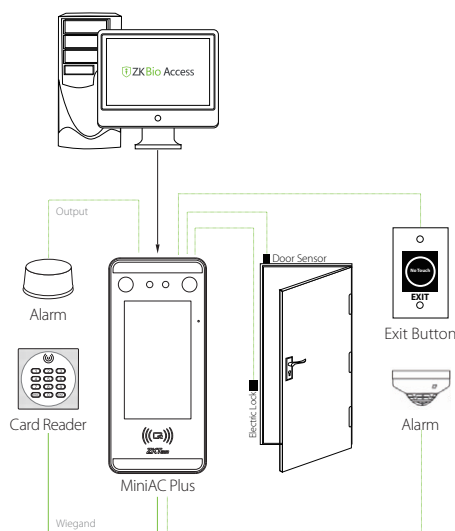 ZKBio Access
Output
Door Sensor
No Touch
EXIT
Alarm
Exit Button
Electric Lock
Card Reader
ZKTeco
Alarm
MiniAC Plus
Wiegand